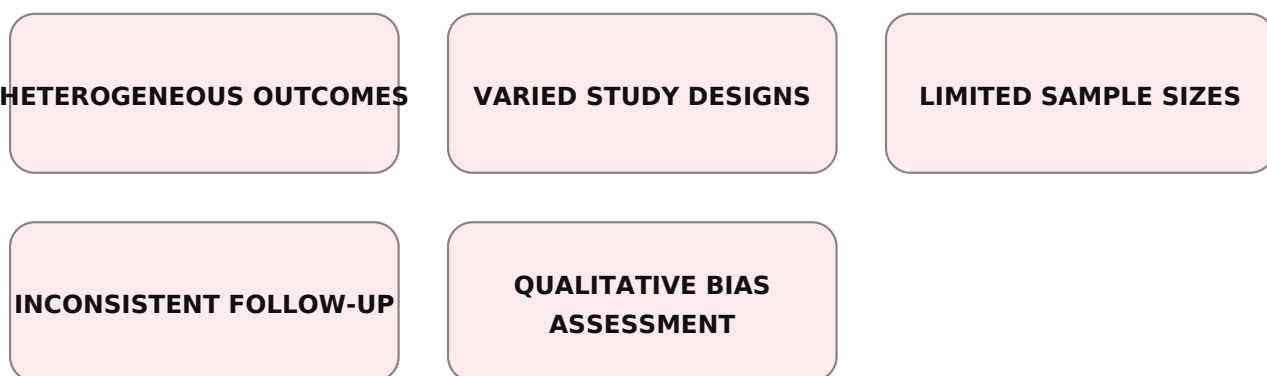 HETEROGENEOUS OUTCOMES
VARIED STUDY DESIGNS
LIMITED SAMPLE SIZES
INCONSISTENT FOLLOW-UP
QUALITATIVE BIAS
ASSESSMENT